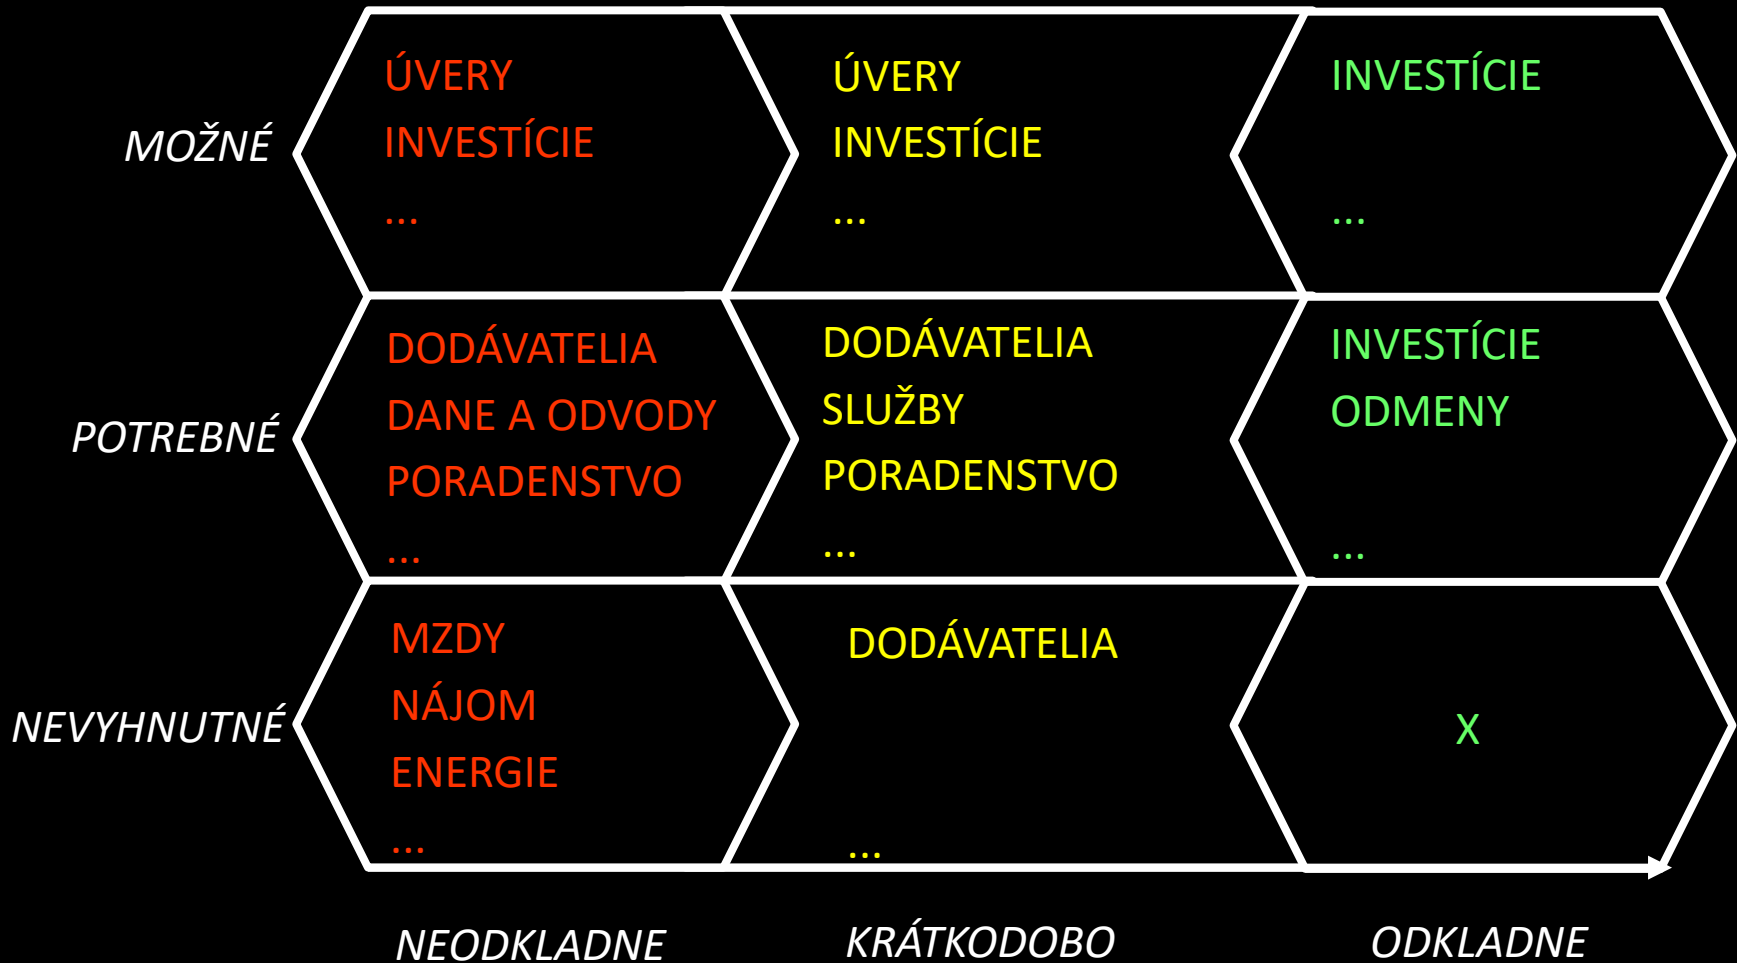 MOŽNÉ
ÚVERY
INVESTÍCIE
...
ÚVERY
INVESTÍCIE
...
INVESTÍCIE
...
POTREBNÉ
DODÁVATELIA
DANE A ODVODY
PORADENSTVO
...
DODÁVATELIA
SLUŽBY
PORADENSTVO
...
INVESTÍCIE
ODMENY
...
NEVYHNUTNÉ
MZDY
NÁJOM
ENERGIE
...
DODÁVATELIA
...
X
NEODKLADNE
KRÁTKODOBO
ODKLADNE